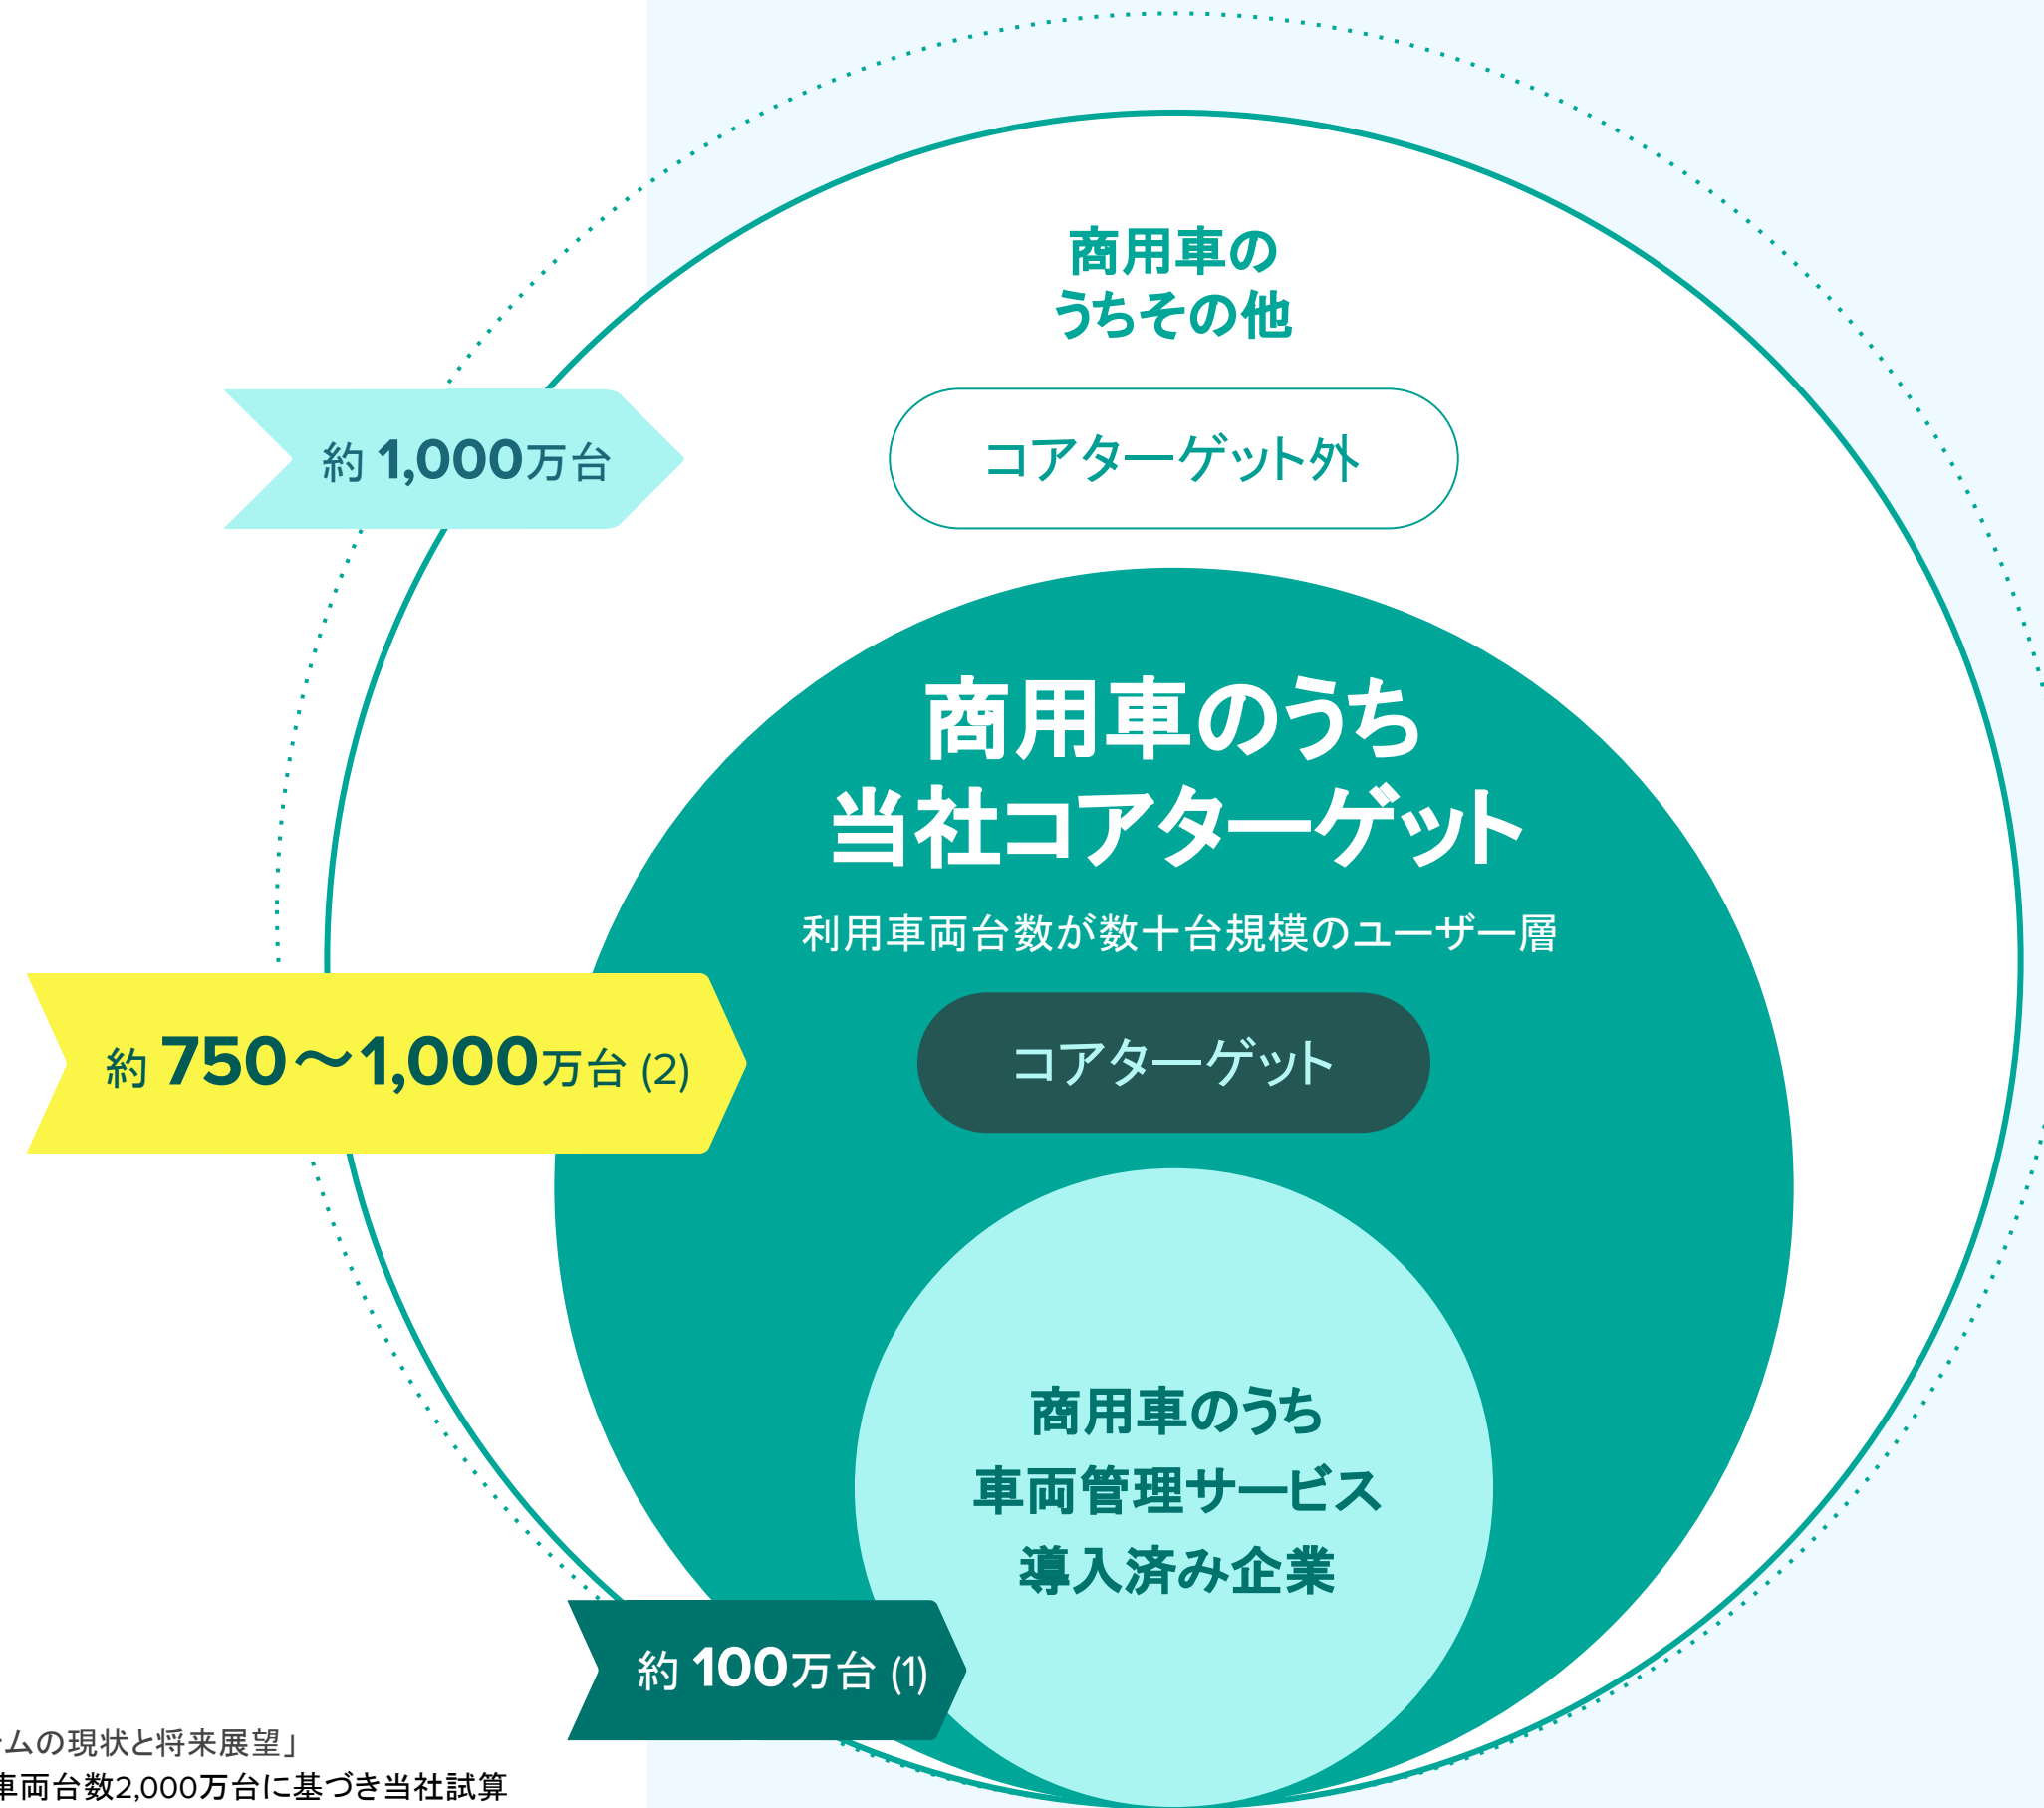 商用車の
うちその他
約 1,000万台
コアターゲット外
商用車のうち
当社コアターゲット
利用車両台数が数十台規模のユーザー層
約 750〜1,000万台 (2)
コアターゲット
商用車のうち
車両管理サービス
導入済み企業
約 100万台 (1)
ムの現状と将来展望」
車両台数2,000万台に基づき当社試算